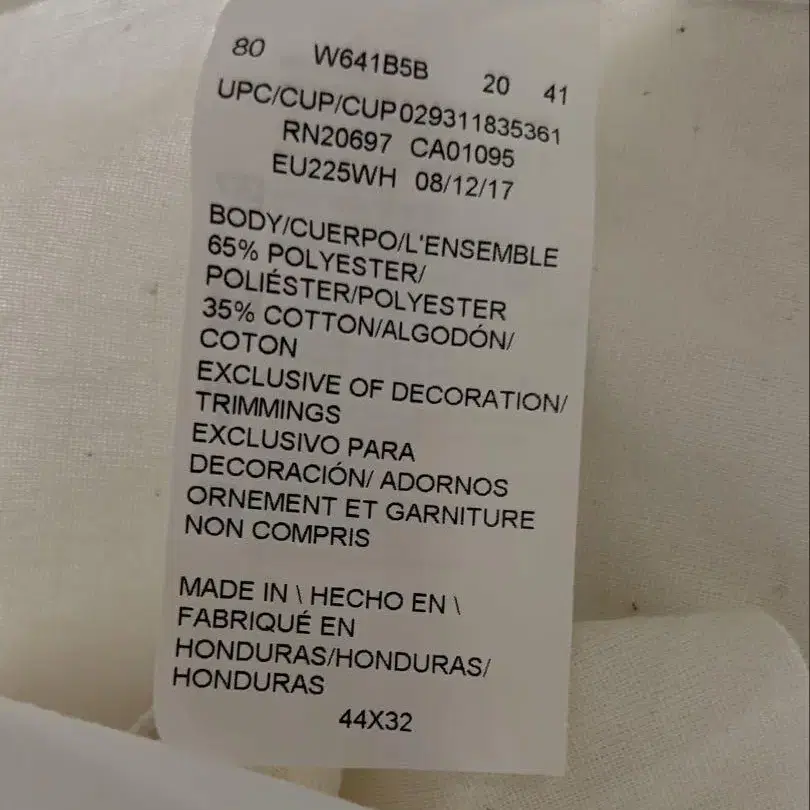 80 W641B5B 20 41
UPC/CUP/CUP029311835361
RN20697 CA01095
EU225WH 08/12/17
BODY/CUERPO/L'ENSEMBLE
65% POLYESTER/
POLIÉSTER/POLYESTER
35% COTTON/ALGODÓN/
COTON
EXCLUSIVE OF DECORATION/
TRIMMINGS
EXCLUSIVO PARA
DECORACIÓN/ ADORNOS
ORNEMENT ET GARNITURE
NON COMPRIS
MADE IN \ HECHO EN \
FABRIQUÉ EN
HONDURAS/HONDURAS/
HONDURAS
44X32